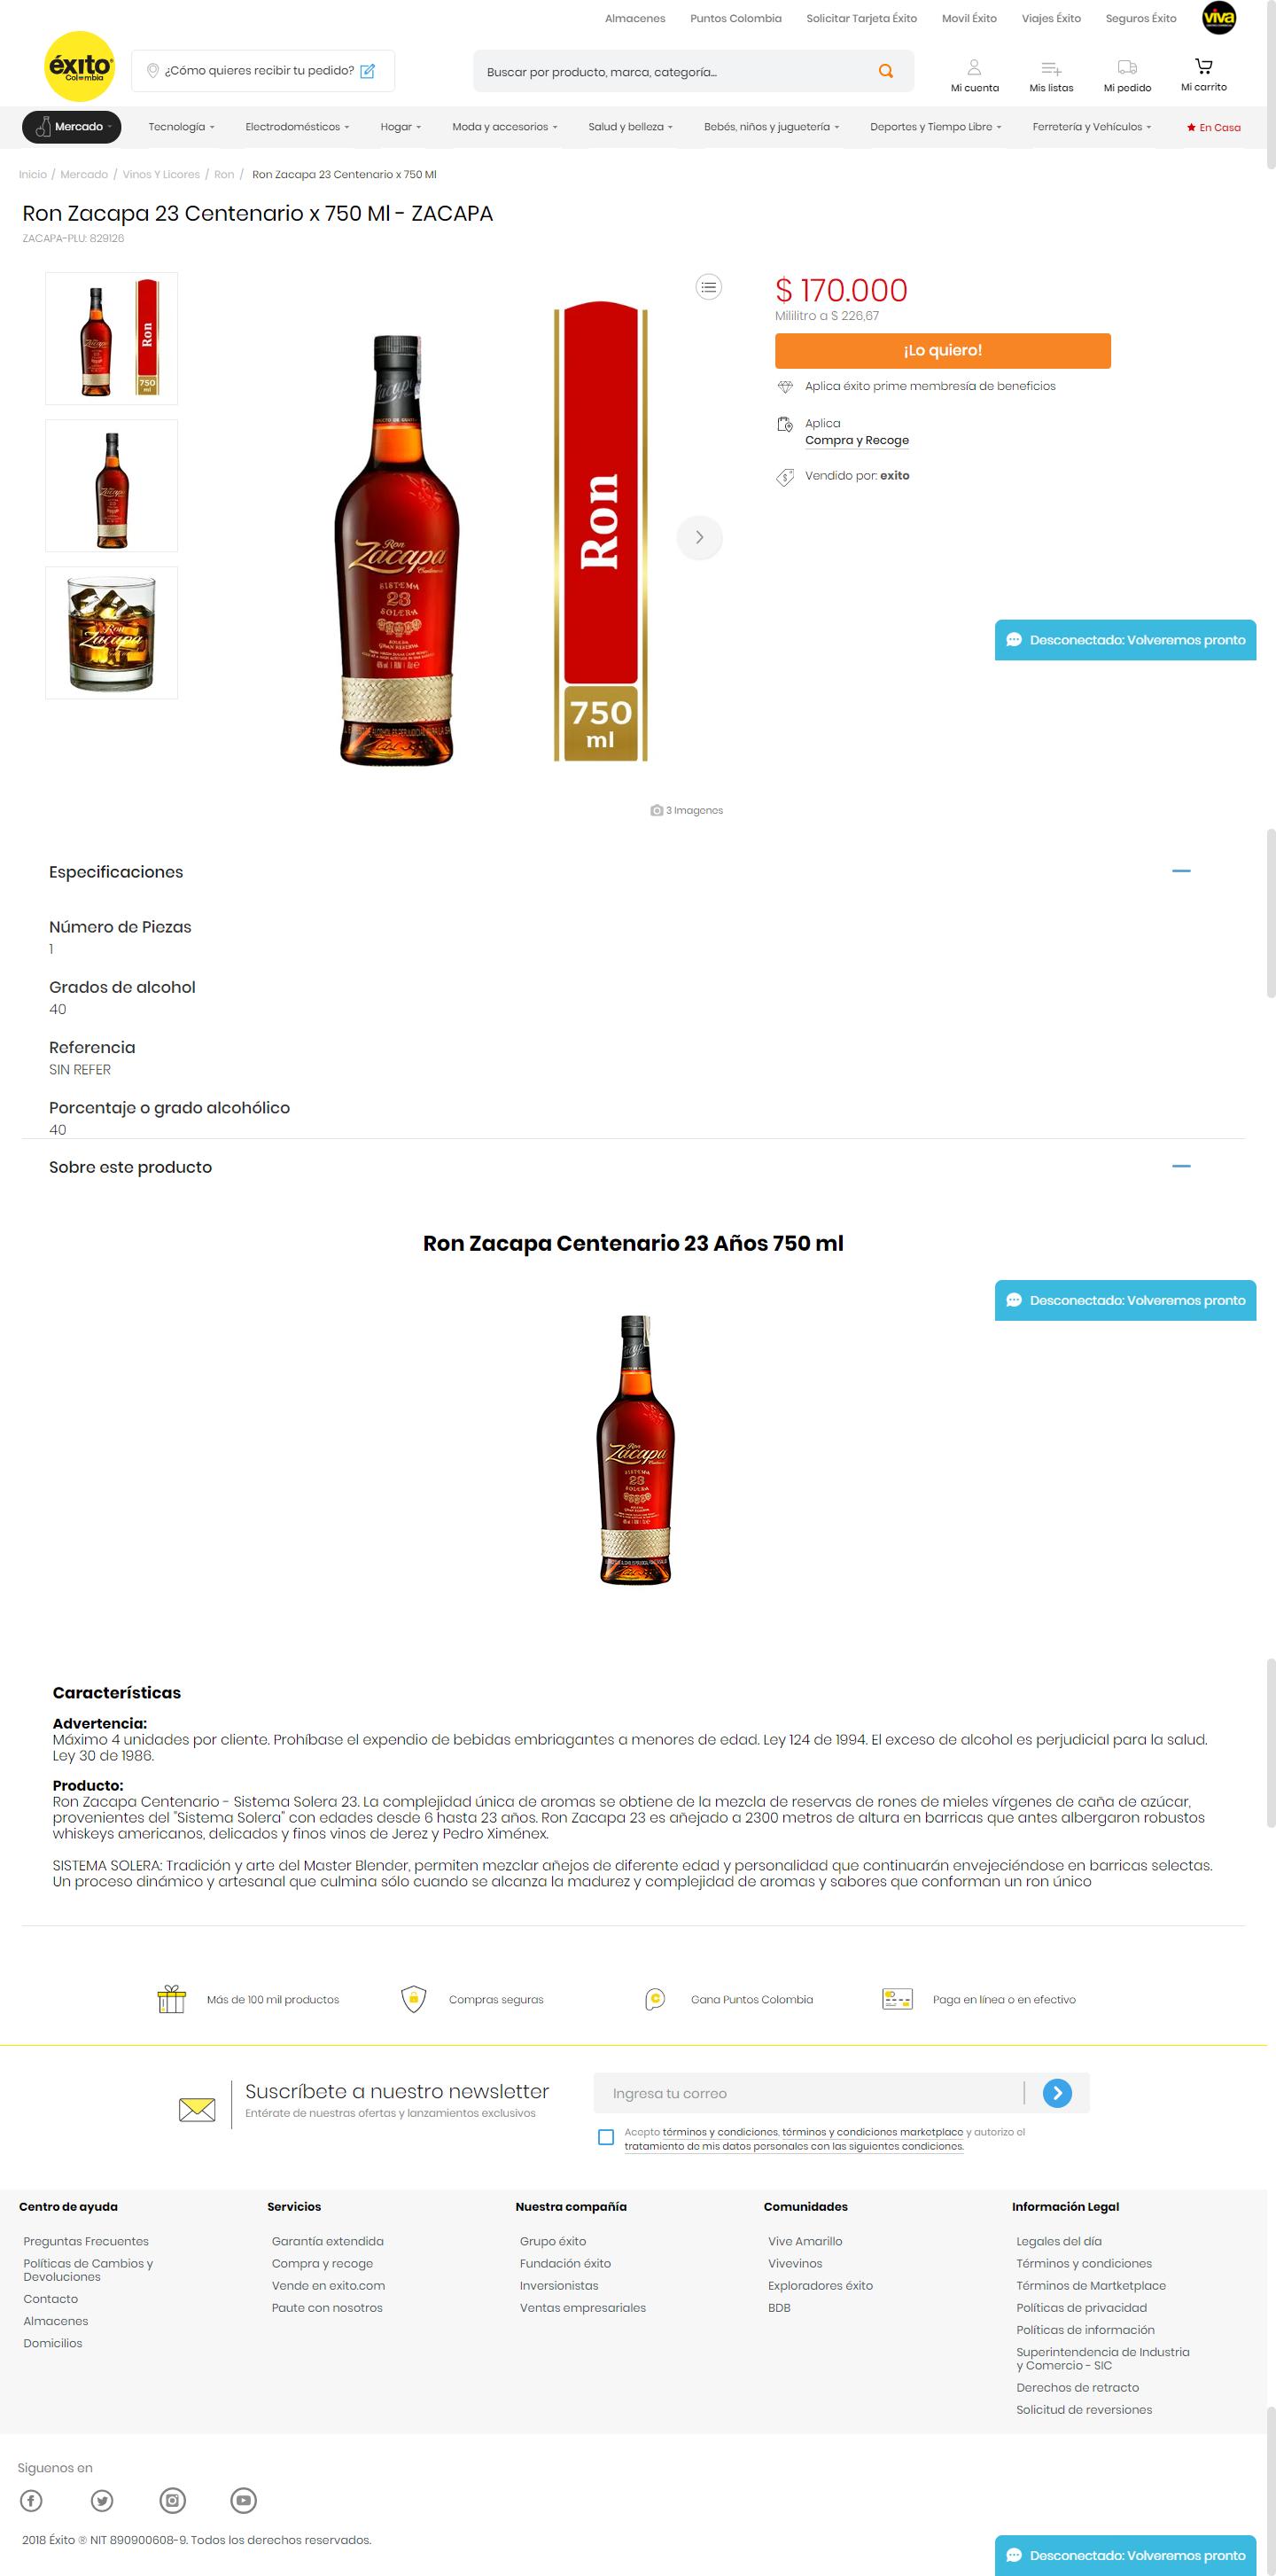 Almacenes Puntos Colombia Solicitar Tarjeta Éxito Movil Éxito Viajes Éxito Seguros Éxito viva
éxito
Colombia
¿Cómo quieres recibir tu pedido?
Buscar por producto, marca, categoría...
Mi cuenta Mis listas Mi pedido Mi carrito
Mercado Tecnología Electrodomésticos Hogar Moda y accesorios Salud y belleza Bebés, niños y juguetería Deportes y Tiempo Libre Ferretería y Vehículos En Casa
Inicio / Mercado / Vinos Y Licores / Ron / Ron Zacapa 23 Centenario x 750 Ml
Ron Zacapa 23 Centenario x 750 Ml - ZACAPA
ZACAPA-PLU: 829126
Ron
750
ml
Ron
Zacapa
Ron
Zacapa
Centenario
SISTEMA
23
SOLERA
SOLERA
GRAN RESERVA
Ron
750
ml
3 Imagenes
$ 170.000
Mililitro a $ 226,67
¡Lo quiero!
Aplica éxito prime membresía de beneficios
Aplica
Compra y Recoge
Vendido por: exito
Desconectado: Volveremos pronto
Especificaciones
Número de Piezas
1
Grados de alcohol
40
Referencia
SIN REFER
Porcentaje o grado alcohólico
40
Sobre este producto
Ron Zacapa Centenario 23 Años 750 ml
Desconectado: Volveremos pronto
Ron
Zacapa
Centenario
SISTEMA
23
SOLERA
Características
Advertencia:
Máximo 4 unidades por cliente. Prohíbase el expendio de bebidas embriagantes a menores de edad. Ley 124 de 1994. El exceso de alcohol es perjudicial para la salud.
Ley 30 de 1986.
Producto:
Ron Zacapa Centenario - Sistema Solera 23. La complejidad única de aromas se obtiene de la mezcla de reservas de rones de mieles vírgenes de caña de azúcar,
provenientes del "Sistema Solera" con edades desde 6 hasta 23 años. Ron Zacapa 23 es añejado a 2300 metros de altura en barricas que antes albergaron robustos
whiskeys americanos, delicados y finos vinos de Jerez y Pedro Ximénex.
SISTEMA SOLERA: Tradición y arte del Master Blender, permiten mezclar añejos de diferente edad y personalidad que continuarán envejeciéndose en barricas selectas.
Un proceso dinámico y artesanal que culmina sólo cuando se alcanza la madurez y complejidad de aromas y sabores que conforman un ron único
Más de 100 mil productos Compras seguras Gana Puntos Colombia Paga en línea o en efectivo
Suscríbete a nuestro newsletter
Entérate de nuestras ofertas y lanzamientos exclusivos
Ingresa tu correo
Acepto términos y condiciones, términos y condiciones marketplace y autorizo el
tratamiento de mis datos personales con las siguientes condiciones.
Centro de ayuda
Preguntas Frecuentes
Políticas de Cambios y
Devoluciones
Contacto
Almacenes
Domicilios
Servicios
Garantía extendida
Compra y recoge
Vende en exito.com
Paute con nosotros
Nuestra compañía
Grupo éxito
Fundación éxito
Inversionistas
Ventas empresariales
Comunidades
Vive Amarillo
Vivevinos
Exploradores éxito
BDB
Información Legal
Legales del día
Términos y condiciones
Términos de Martketplace
Políticas de privacidad
Políticas de información
Superintendencia de Industria
y Comercio - SIC
Derechos de retracto
Solicitud de reversiones
Siguenos en
2018 Éxito ® NIT 890900608-9. Todos los derechos reservados.
Desconectado: Volveremos pronto